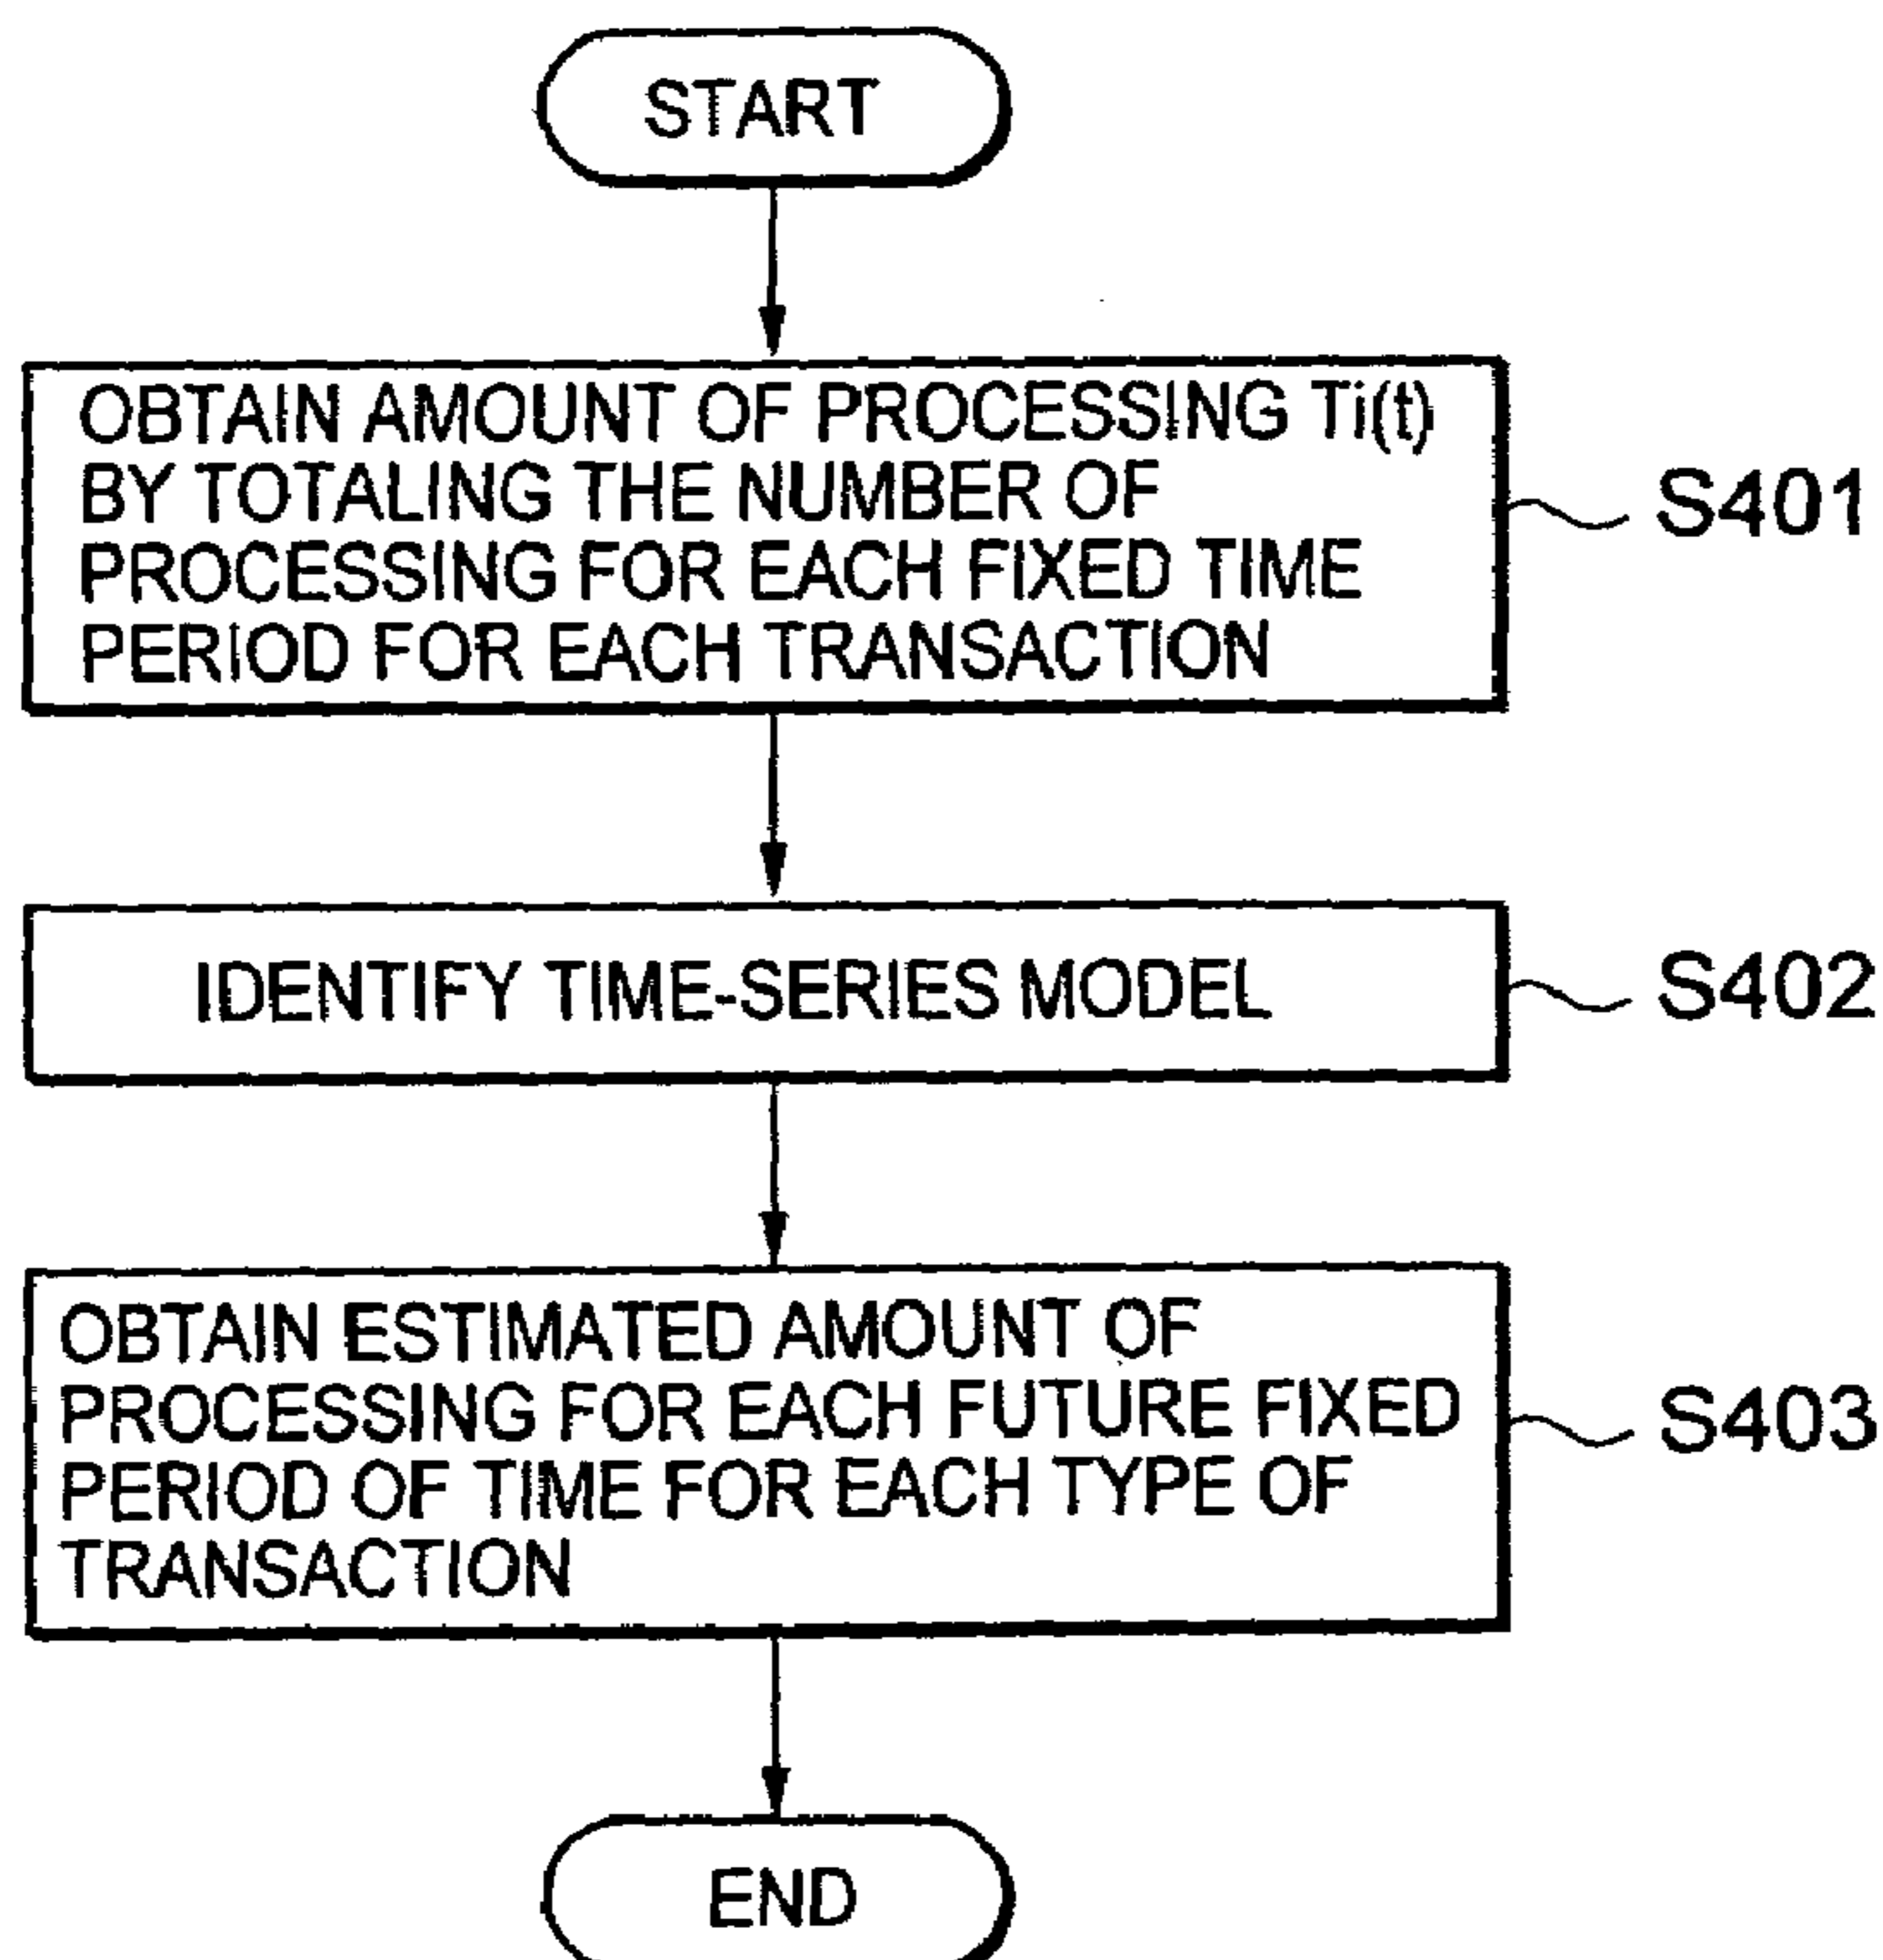 START
OBTAIN AMOUNT OF PROCESSING Ti(t)
BY TOTALING THE NUMBER OF
PROCESSING FOR EACH FIXED TIME
PERIOD FOR EACH TRANSACTION
S401
IDENTIFY TIME-SERIES MODEL
S402
OBTAIN ESTIMATED AMOUNT OF
PROCESSING FOR EACH FUTURE FIXED
PERIOD OF TIME FOR EACH TYPE OF
TRANSACTION
S403
END